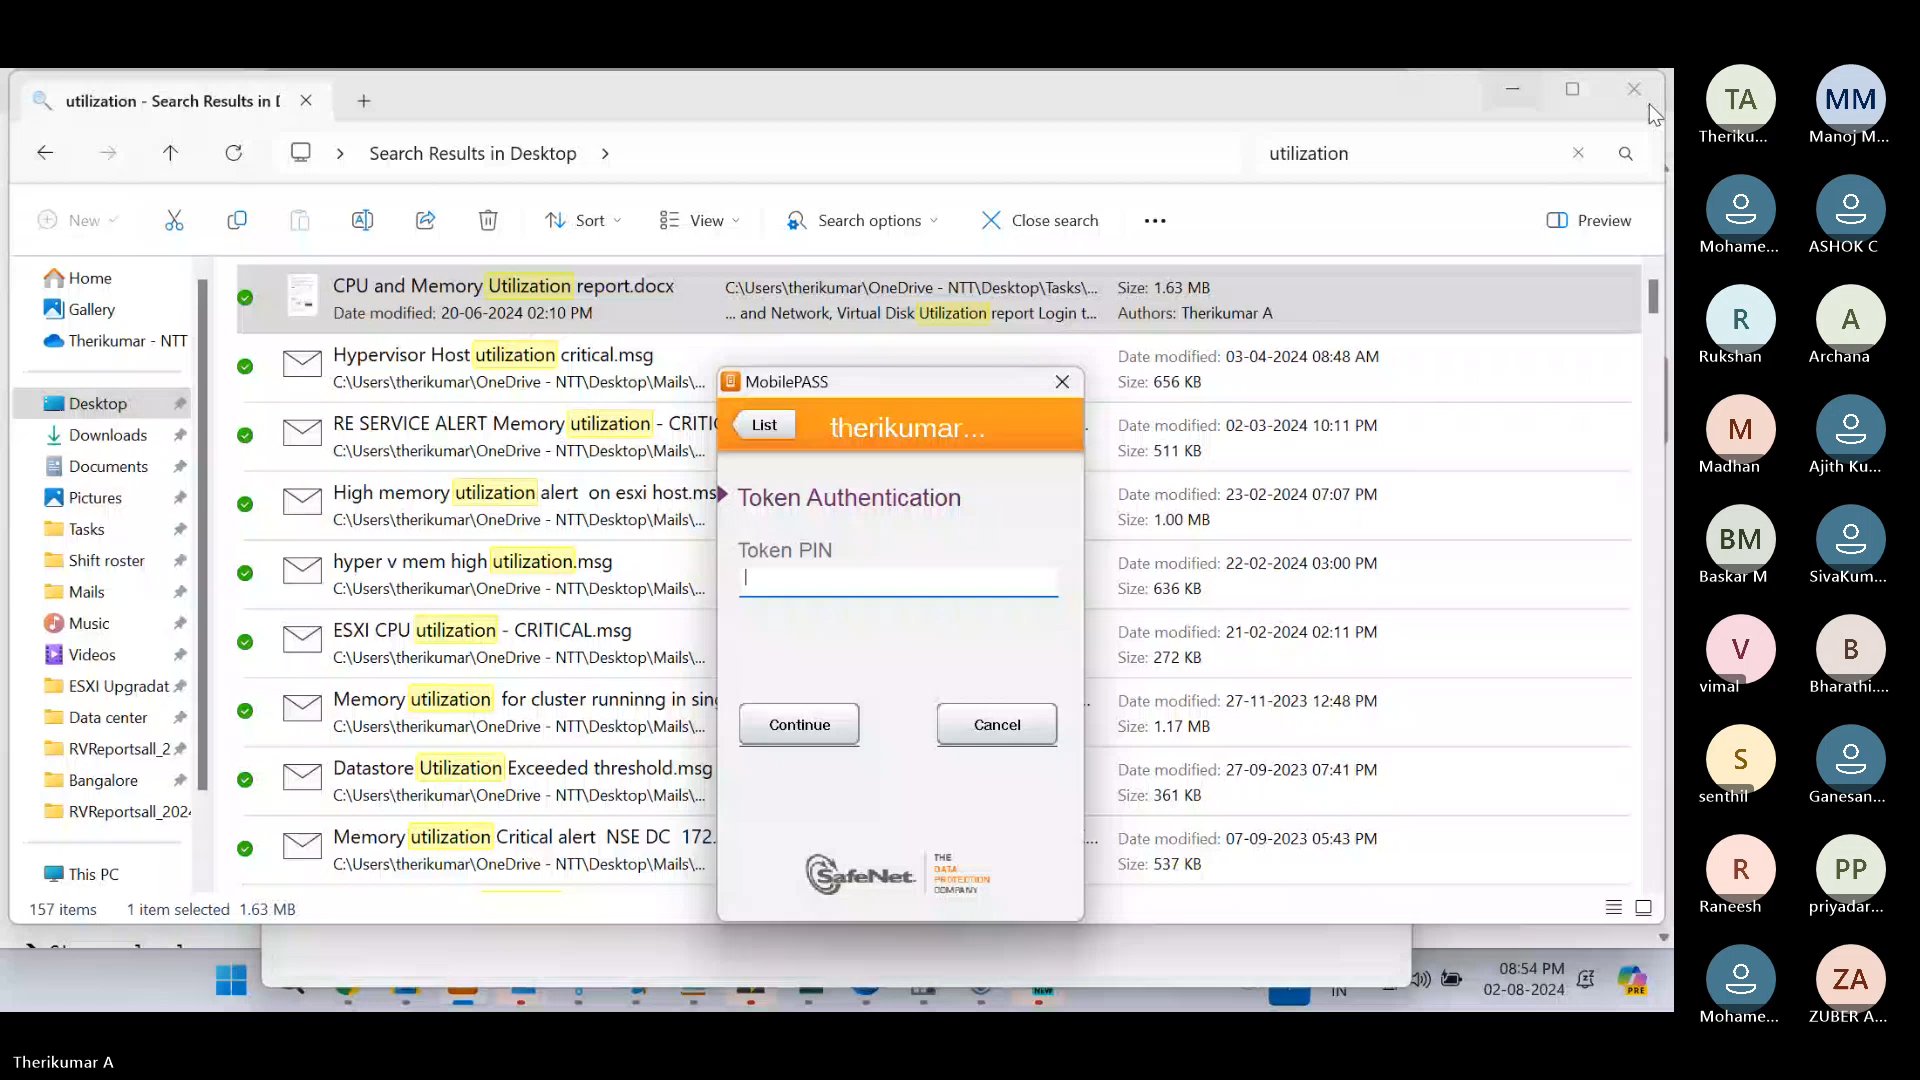 utilization - Search Results in D
Search Results in Desktop
utilization
New
Sort
View
Search options
Close search
Preview
Home
Gallery
Therikumar - NTT
Desktop
Downloads
Documents
Pictures
Tasks
Shift roster
Mails
Music
Videos
ESXI Upgradat
Data center
RVReportsall_2
Bangalore
RVReportsall_202
This PC
CPU and Memory Utilization report.docx
Date modified: 20-06-2024 02:10 PM
C:\Users\therikumar\OneDrive - NTT\Desktop\Tasks\...
... and Network, Virtual Disk Utilization report Login t...
Size: 1.63 MB
Authors: Therikumar A
Hypervisor Host utilization critical.msg
C:\Users\therikumar\OneDrive - NTT\Desktop\Mails\...
Date modified: 03-04-2024 08:48 AM
Size: 656 KB
RE SERVICE ALERT Memory utilization - CRITIC
C:\Users\therikumar\OneDrive - NTT\Desktop\Mails\...
Date modified: 02-03-2024 10:11 PM
Size: 511 KB
High memory utilization alert on esxi host.ms
C:\Users\therikumar\OneDrive - NTT\Desktop\Mails\...
Date modified: 23-02-2024 07:07 PM
Size: 1.00 MB
hyper v mem high utilization.msg
C:\Users\therikumar\OneDrive - NTT\Desktop\Mails\...
Date modified: 22-02-2024 03:00 PM
Size: 636 KB
ESXI CPU utilization - CRITICAL.msg
C:\Users\therikumar\OneDrive - NTT\Desktop\Mails\...
Date modified: 21-02-2024 02:11 PM
Size: 272 KB
Memory utilization for cluster runninng in sing
C:\Users\therikumar\OneDrive - NTT\Desktop\Mails\...
Date modified: 27-11-2023 12:48 PM
Size: 1.17 MB
Datastore Utilization Exceeded threshold.msg
C:\Users\therikumar\OneDrive - NTT\Desktop\Mails\...
Date modified: 27-09-2023 07:41 PM
Size: 361 KB
Memory utilization Critical alert NSE DC 172.
C:\Users\therikumar\OneDrive - NTT\Desktop\Mails\...
Date modified: 07-09-2023 05:43 PM
Size: 537 KB
157 items 1 item selected 1.63 MB
MobilePASS
List
therikumar...
Token Authentication
Token PIN
Continue
Cancel
SafeNet.
THE
DATA
PROTECTION
COMPANY
IN
08:54 PM
02-08-2024
PRE
NEW
TA
Theriku...
MM
Manoj M...
Mohame...
ASHOK C
R
Rukshan
A
Archana
M
Madhan
Ajith Ku...
BM
Baskar M
SivaKum...
V
vimal
B
Bharathi....
S
senthil
Ganesan...
R
Raneesh
PP
priyadar...
Mohame...
ZA
ZUBER A...
Therikumar A